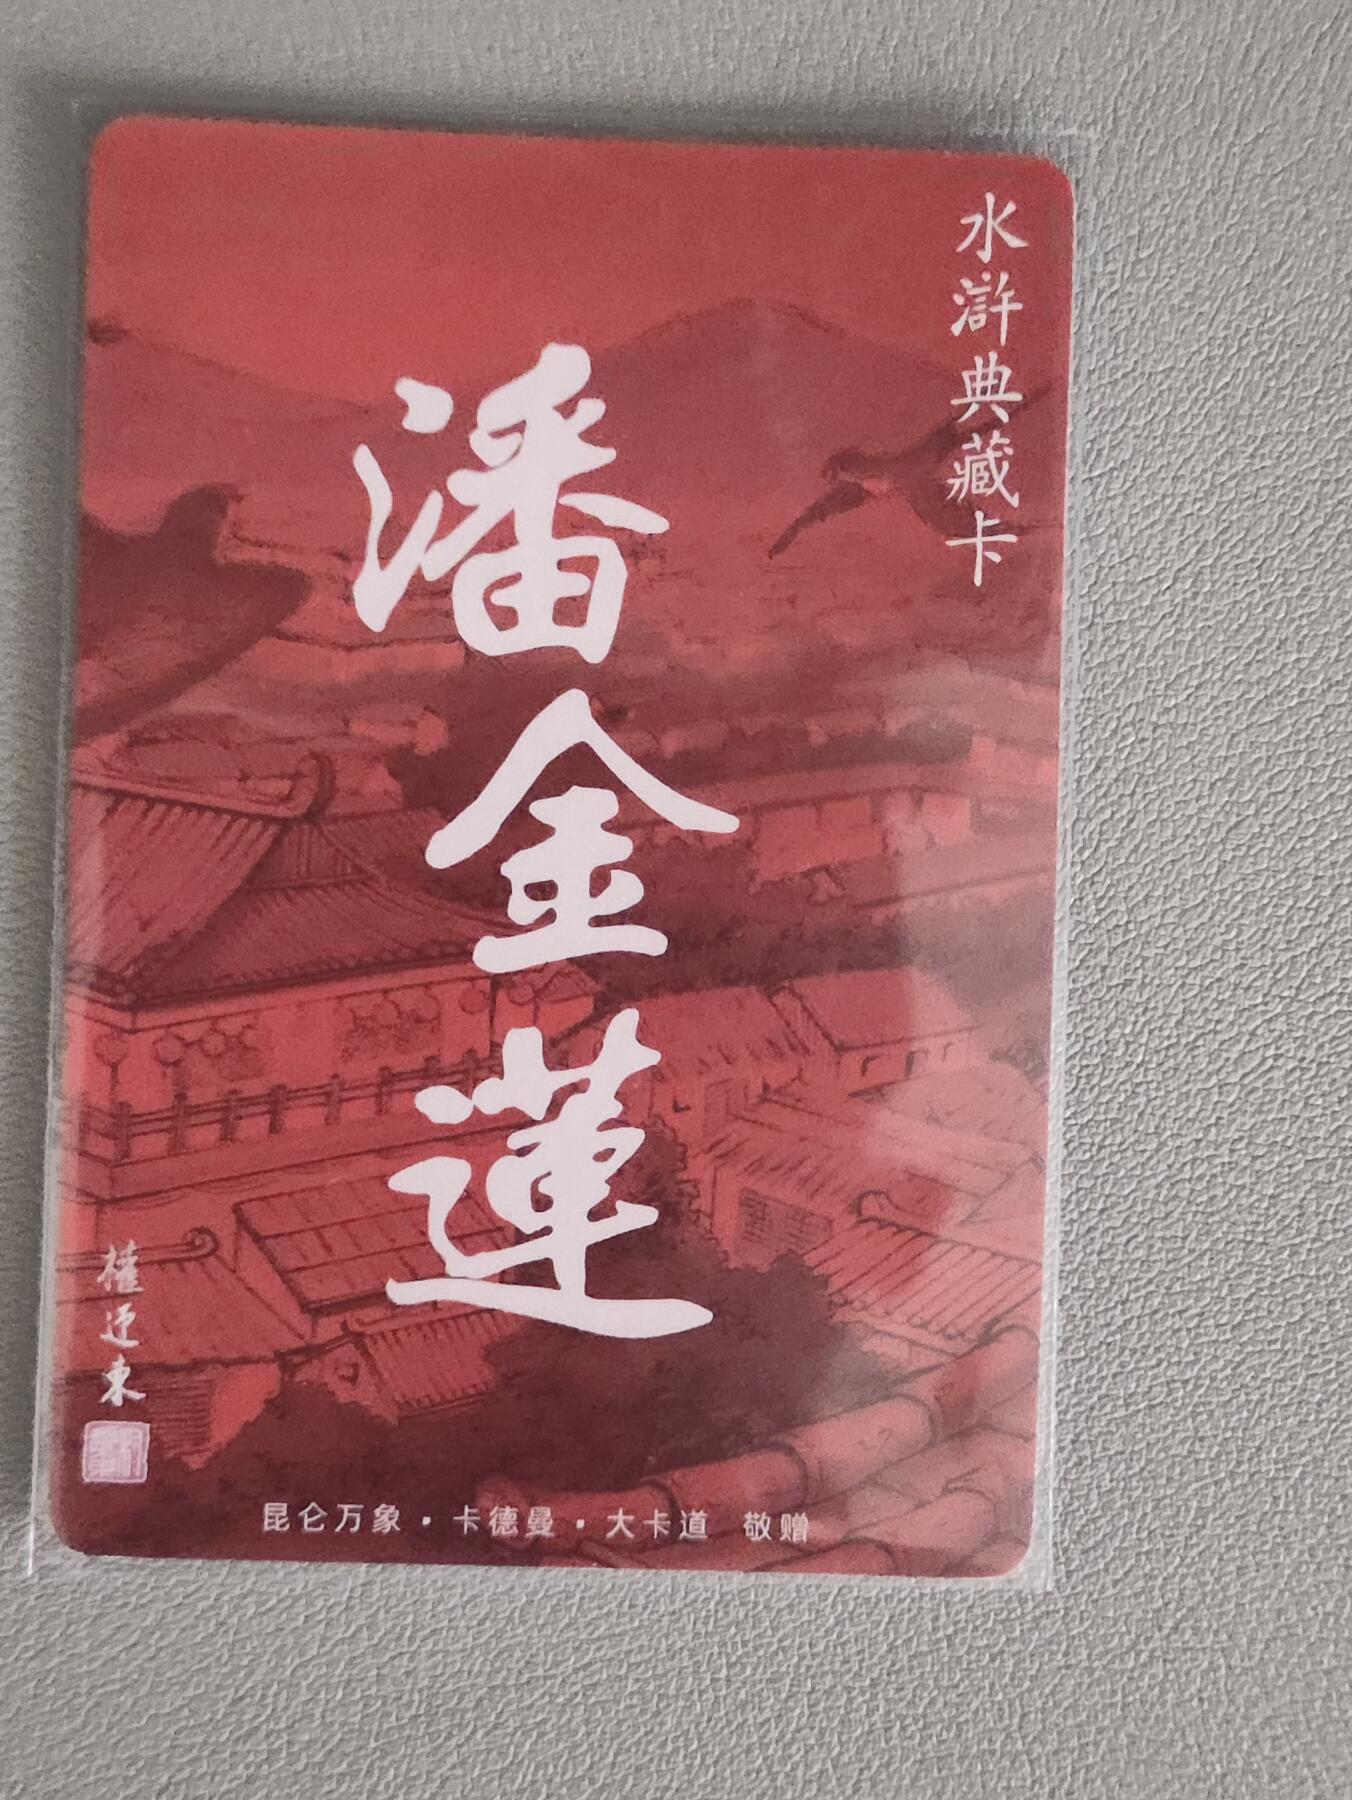 水滸典藏卡
潘金蓮
權迎東
昆仑万象·卡德曼·大卡道 敬赠